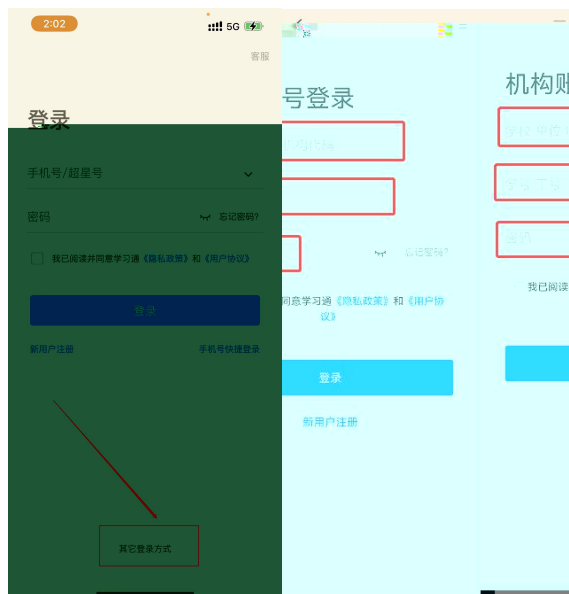 2:02
5G
客服
登录
手机号/超星号
密码
忘记密码?
我已阅读并同意学习通《隐私政策》和《用户协议》
登录
新用户注册
手机号快捷登录
其它登录方式
号登录
忘记密码?
同意学习通《隐私政策》和《用户协
议》
登录
新用户注册
机构账
密码
我已阅读